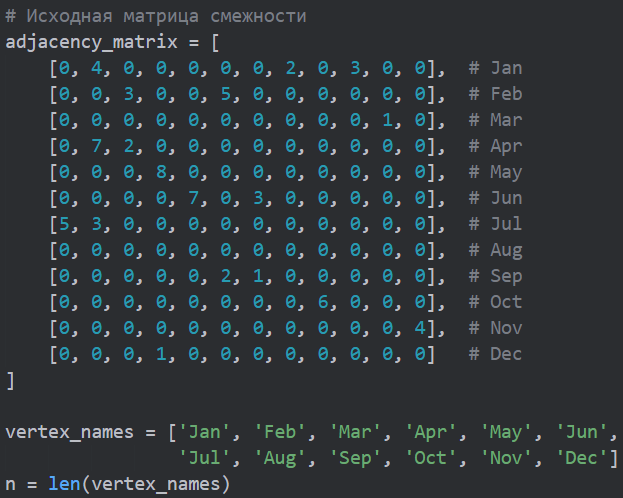 # Исходная матрица смежности
adjacency_matrix = [
    [0, 4, 0, 0, 0, 0, 0, 2, 0, 3, 0, 0],  # Jan
    [0, 0, 3, 0, 0, 5, 0, 0, 0, 0, 0, 0],  # Feb
    [0, 0, 0, 0, 0, 0, 0, 0, 0, 0, 1, 0],  # Mar
    [0, 7, 2, 0, 0, 0, 0, 0, 0, 0, 0, 0],  # Apr
    [0, 0, 0, 8, 0, 0, 0, 0, 0, 0, 0, 0],  # May
    [0, 0, 0, 0, 7, 0, 3, 0, 0, 0, 0, 0],  # Jun
    [5, 3, 0, 0, 0, 0, 0, 0, 0, 0, 0, 0],  # Jul
    [0, 0, 0, 0, 0, 0, 0, 0, 0, 0, 0, 0],  # Aug
    [0, 0, 0, 0, 0, 2, 1, 0, 0, 0, 0, 0],  # Sep
    [0, 0, 0, 0, 0, 0, 0, 0, 6, 0, 0, 0],  # Oct
    [0, 0, 0, 0, 0, 0, 0, 0, 0, 0, 0, 4],  # Nov
    [0, 0, 0, 1, 0, 0, 0, 0, 0, 0, 0, 0]   # Dec
]
vertex_names = ['Jan', 'Feb', 'Mar', 'Apr', 'May', 'Jun',
                'Jul', 'Aug', 'Sep', 'Oct', 'Nov', 'Dec']
n = len(vertex_names)